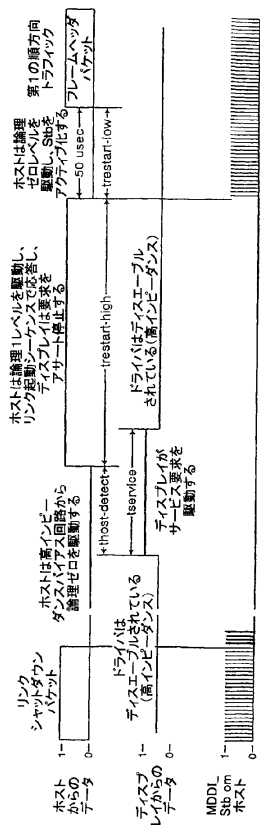 リンク
シャットダウン
パケット
ホストは高インピー
ダンスバイアス回路から
論理ゼロを駆動する
ホストは論理1レベルを駆動し、
リンク起動シーケンスで応答し、
ディスプレイは要求を
アサート停止する
ホストは論理
ゼロレベルを
駆動し、Stbを
アクティブ化する
第1の順方向
トラフィック
フレームヘッダ
パケット
ホスト
からの
データ
1-
0-
thost-detect
trestart-high
50 usec
trestart-low
tservice
ディスプ
レイからの
データ
1-
0-
ドライバは
ディスエーブルされている
(高インピーダンス)
ディスプレイが
サービス要求を
駆動する
ドライバはディスエーブル
されている(高インピーダンス)
MDDI_
Stb om
ホスト
1-
0-